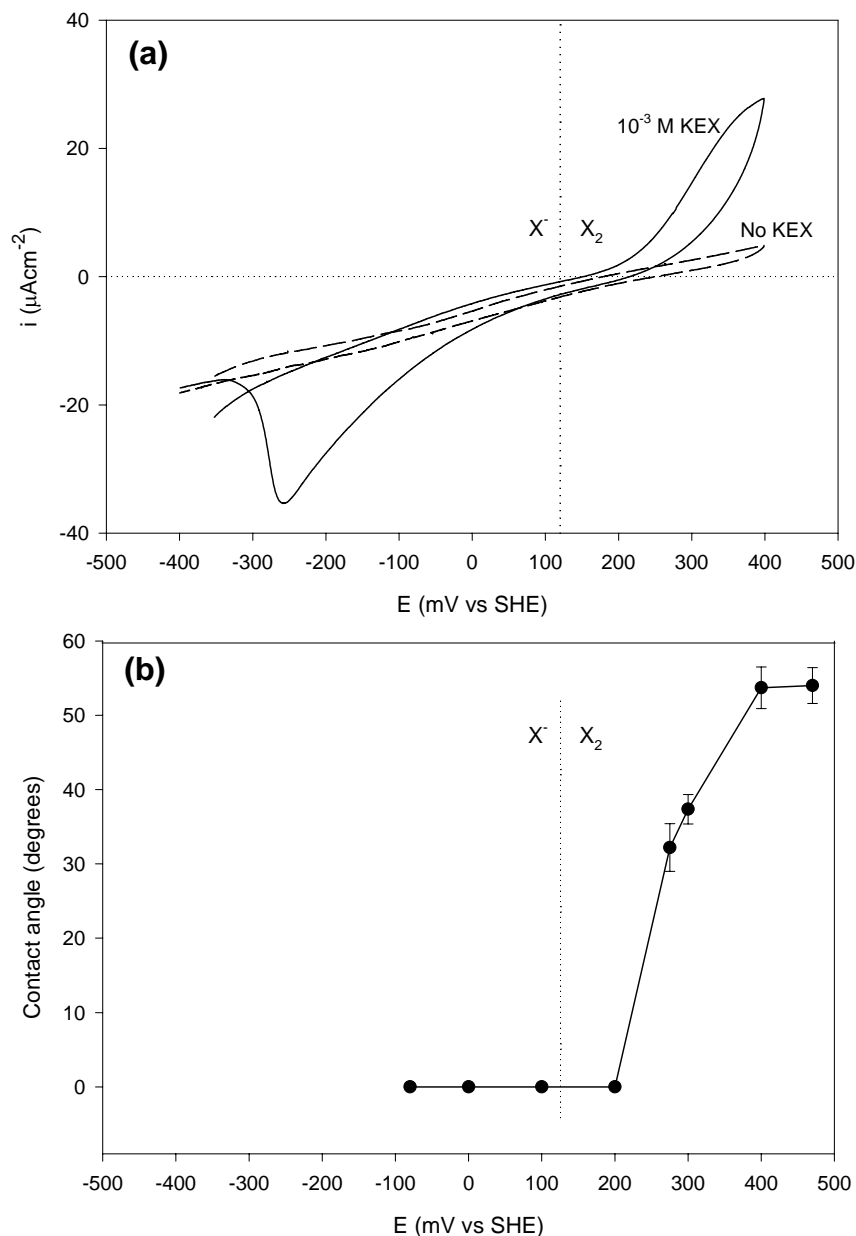 (a)
40
20
0
-20
-40
i (μAcm⁻²)
10⁻³ M KEX
X⁻ X₂
No KEX
-500 -400 -300 -200 -100 0 100 200 300 400 500
E (mV vs SHE)
(b)
60
50
40
30
20
10
0
Contact angle (degrees)
X⁻ X₂
-500 -400 -300 -200 -100 0 100 200 300 400 500
E (mV vs SHE)